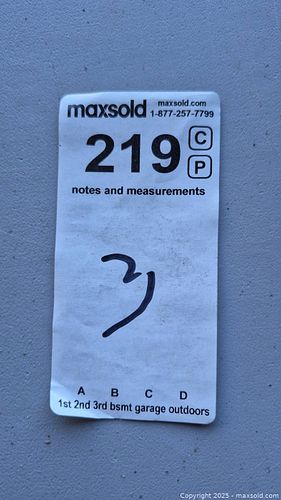 maxsold maxsold.com
1-877-257-7799
219 C
P
notes and measurements
3
A B C D
1st 2nd 3rd bsmt garage outdoors
Copyright © 2025 - maxsold.com